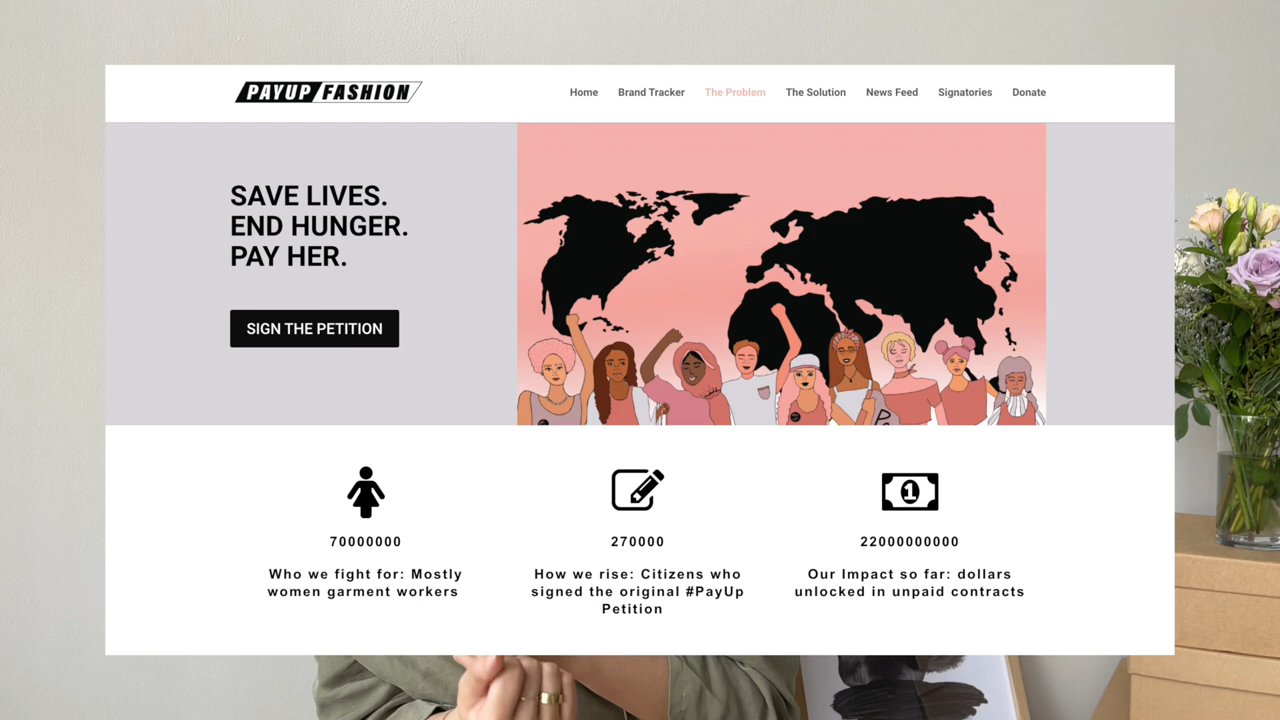 PAYUP FASHION
Home Brand Tracker The Problem The Solution News Feed Signatories Donate
SAVE LIVES.
END HUNGER.
PAY HER.
SIGN THE PETITION
1
70000000
Who we fight for: Mostly
women garment workers
270000
How we rise: Citizens who
signed the original #PayUp
Petition
22000000000
Our Impact so far: dollars
unlocked in unpaid contracts